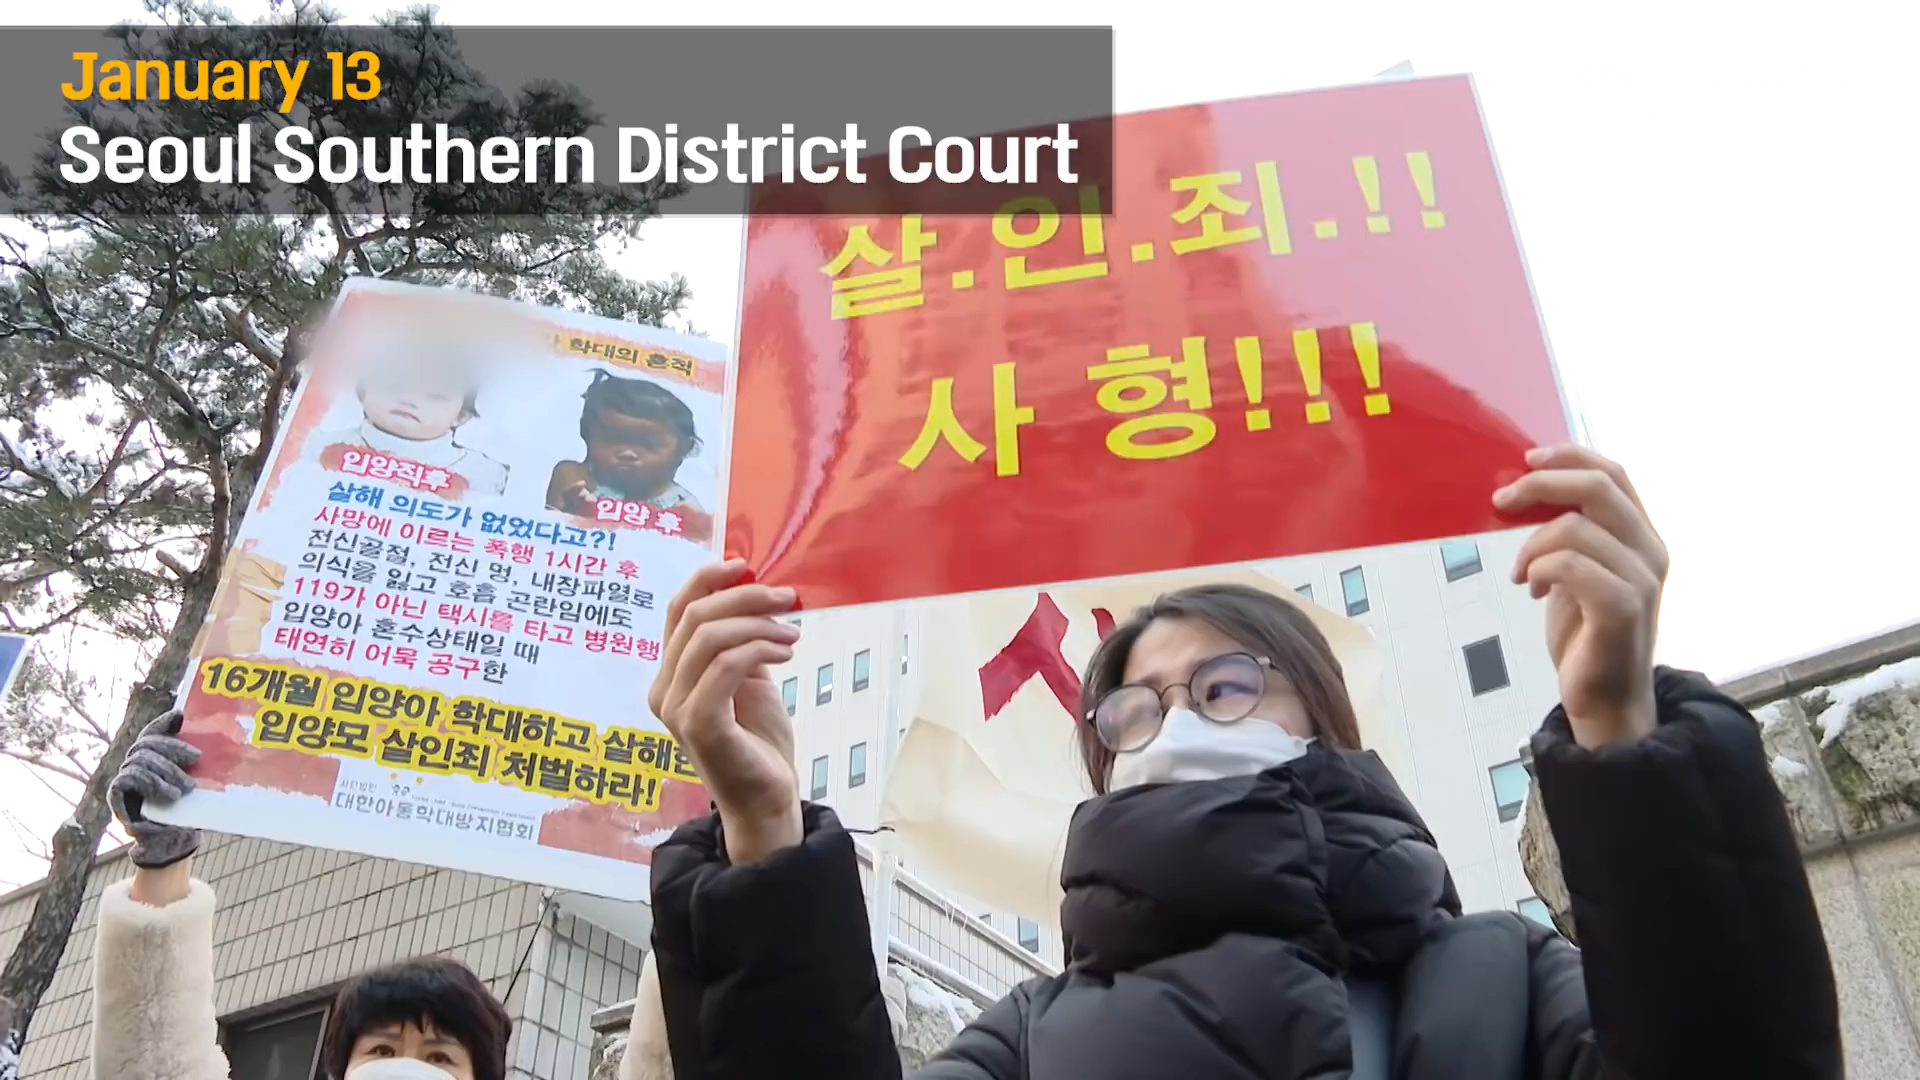 January 13
Seoul Southern District Court
살.인.죄.!!
사 형!!!
학대의 흔적
입양직후
입양 후
살해 의도가 없었다고?!
사망에 이르는 폭행 1시간 후
전신골절, 전신 멍, 내장파열로
의식을 잃고 호흡 곤란임에도
119가 아닌 택시를 타고 병원행
입양아 혼수상태일 때
태연히 어묵 공구한
16개월 입양아 학대하고 살해한
입양모 살인죄 처벌하라!
사단법인
대한아동학대방지협회